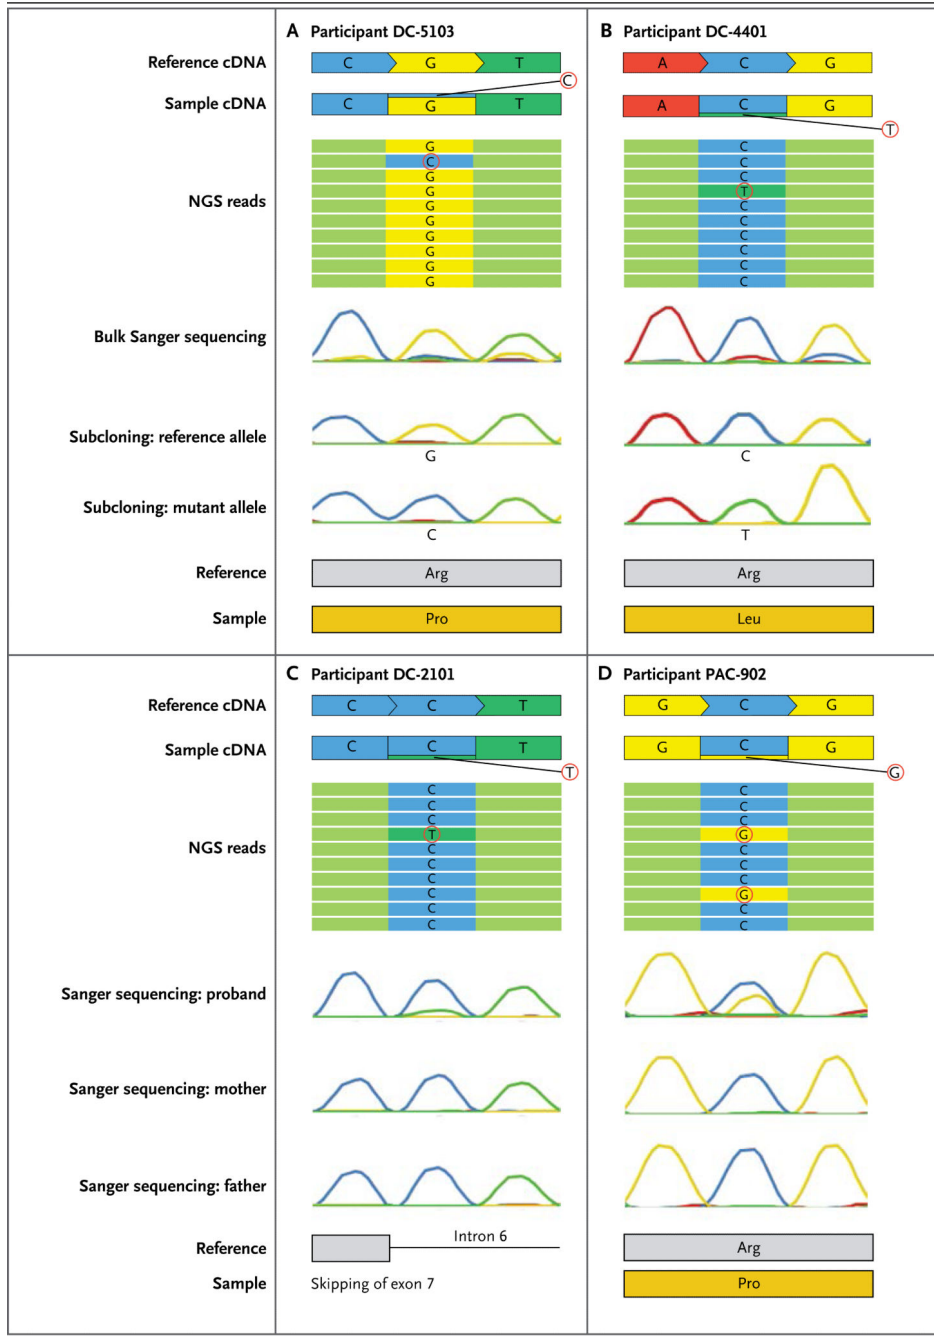 A Participant DC-5103
Reference cDNA
C G T
C
Sample cDNA
C G T
NGS reads
G
C
G
G
G
G
G
G
G
G
Bulk Sanger sequencing
Subcloning: reference allele
G
Subcloning: mutant allele
C
Reference
Arg
Sample
Pro
B Participant DC-4401
A C G
A C G
T
C
C
C
T
C
C
C
C
C
C
C
T
Arg
Leu
C Participant DC-2101
Reference cDNA
C C T
Sample cDNA
C C T
T
NGS reads
C
C
C
T
C
C
C
C
C
C
Sanger sequencing: proband
Sanger sequencing: mother
Sanger sequencing: father
Reference
Intron 6
Sample
Skipping of exon 7
D Participant PAC-902
G C G
G C G
G
C
C
C
G
C
C
C
G
C
C
Arg
Pro